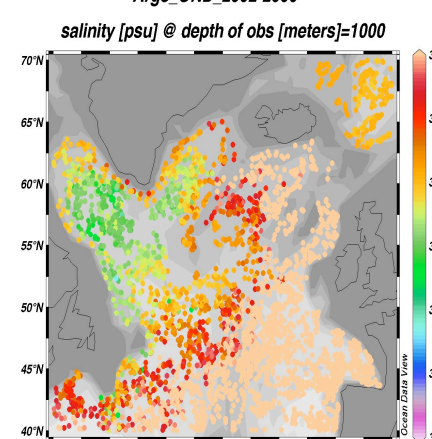 salinity [psu] @ depth of obs [meters]=1000
70°N
65°N
60°N
55°N
50°N
45°N
40°N
Ocean Data View